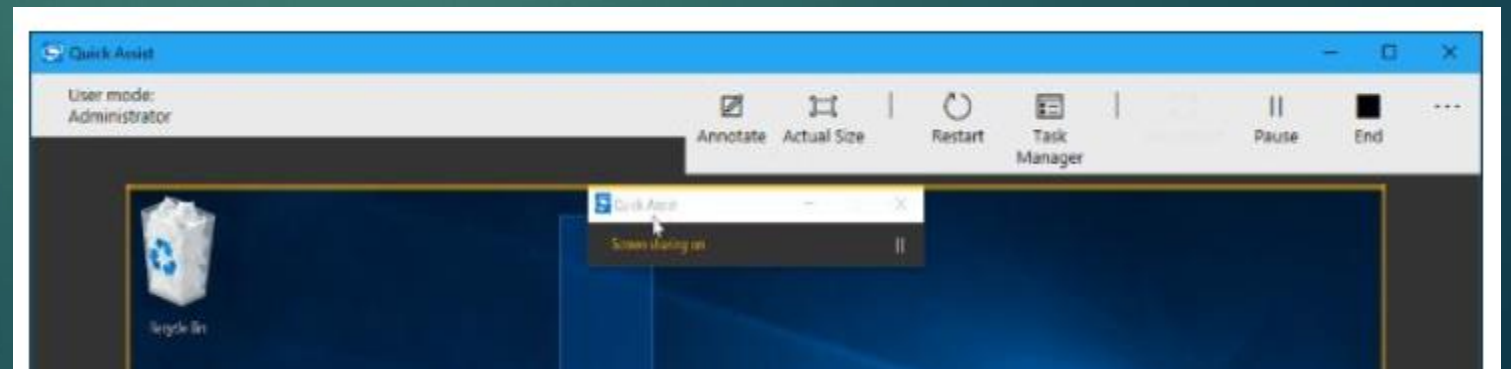 Quick Assist
User mode:
Administrator
Annotate
Actual Size
Restart
Task
Manager
Pause
End
Quick Assist
Screen sharing on
Recycle Bin